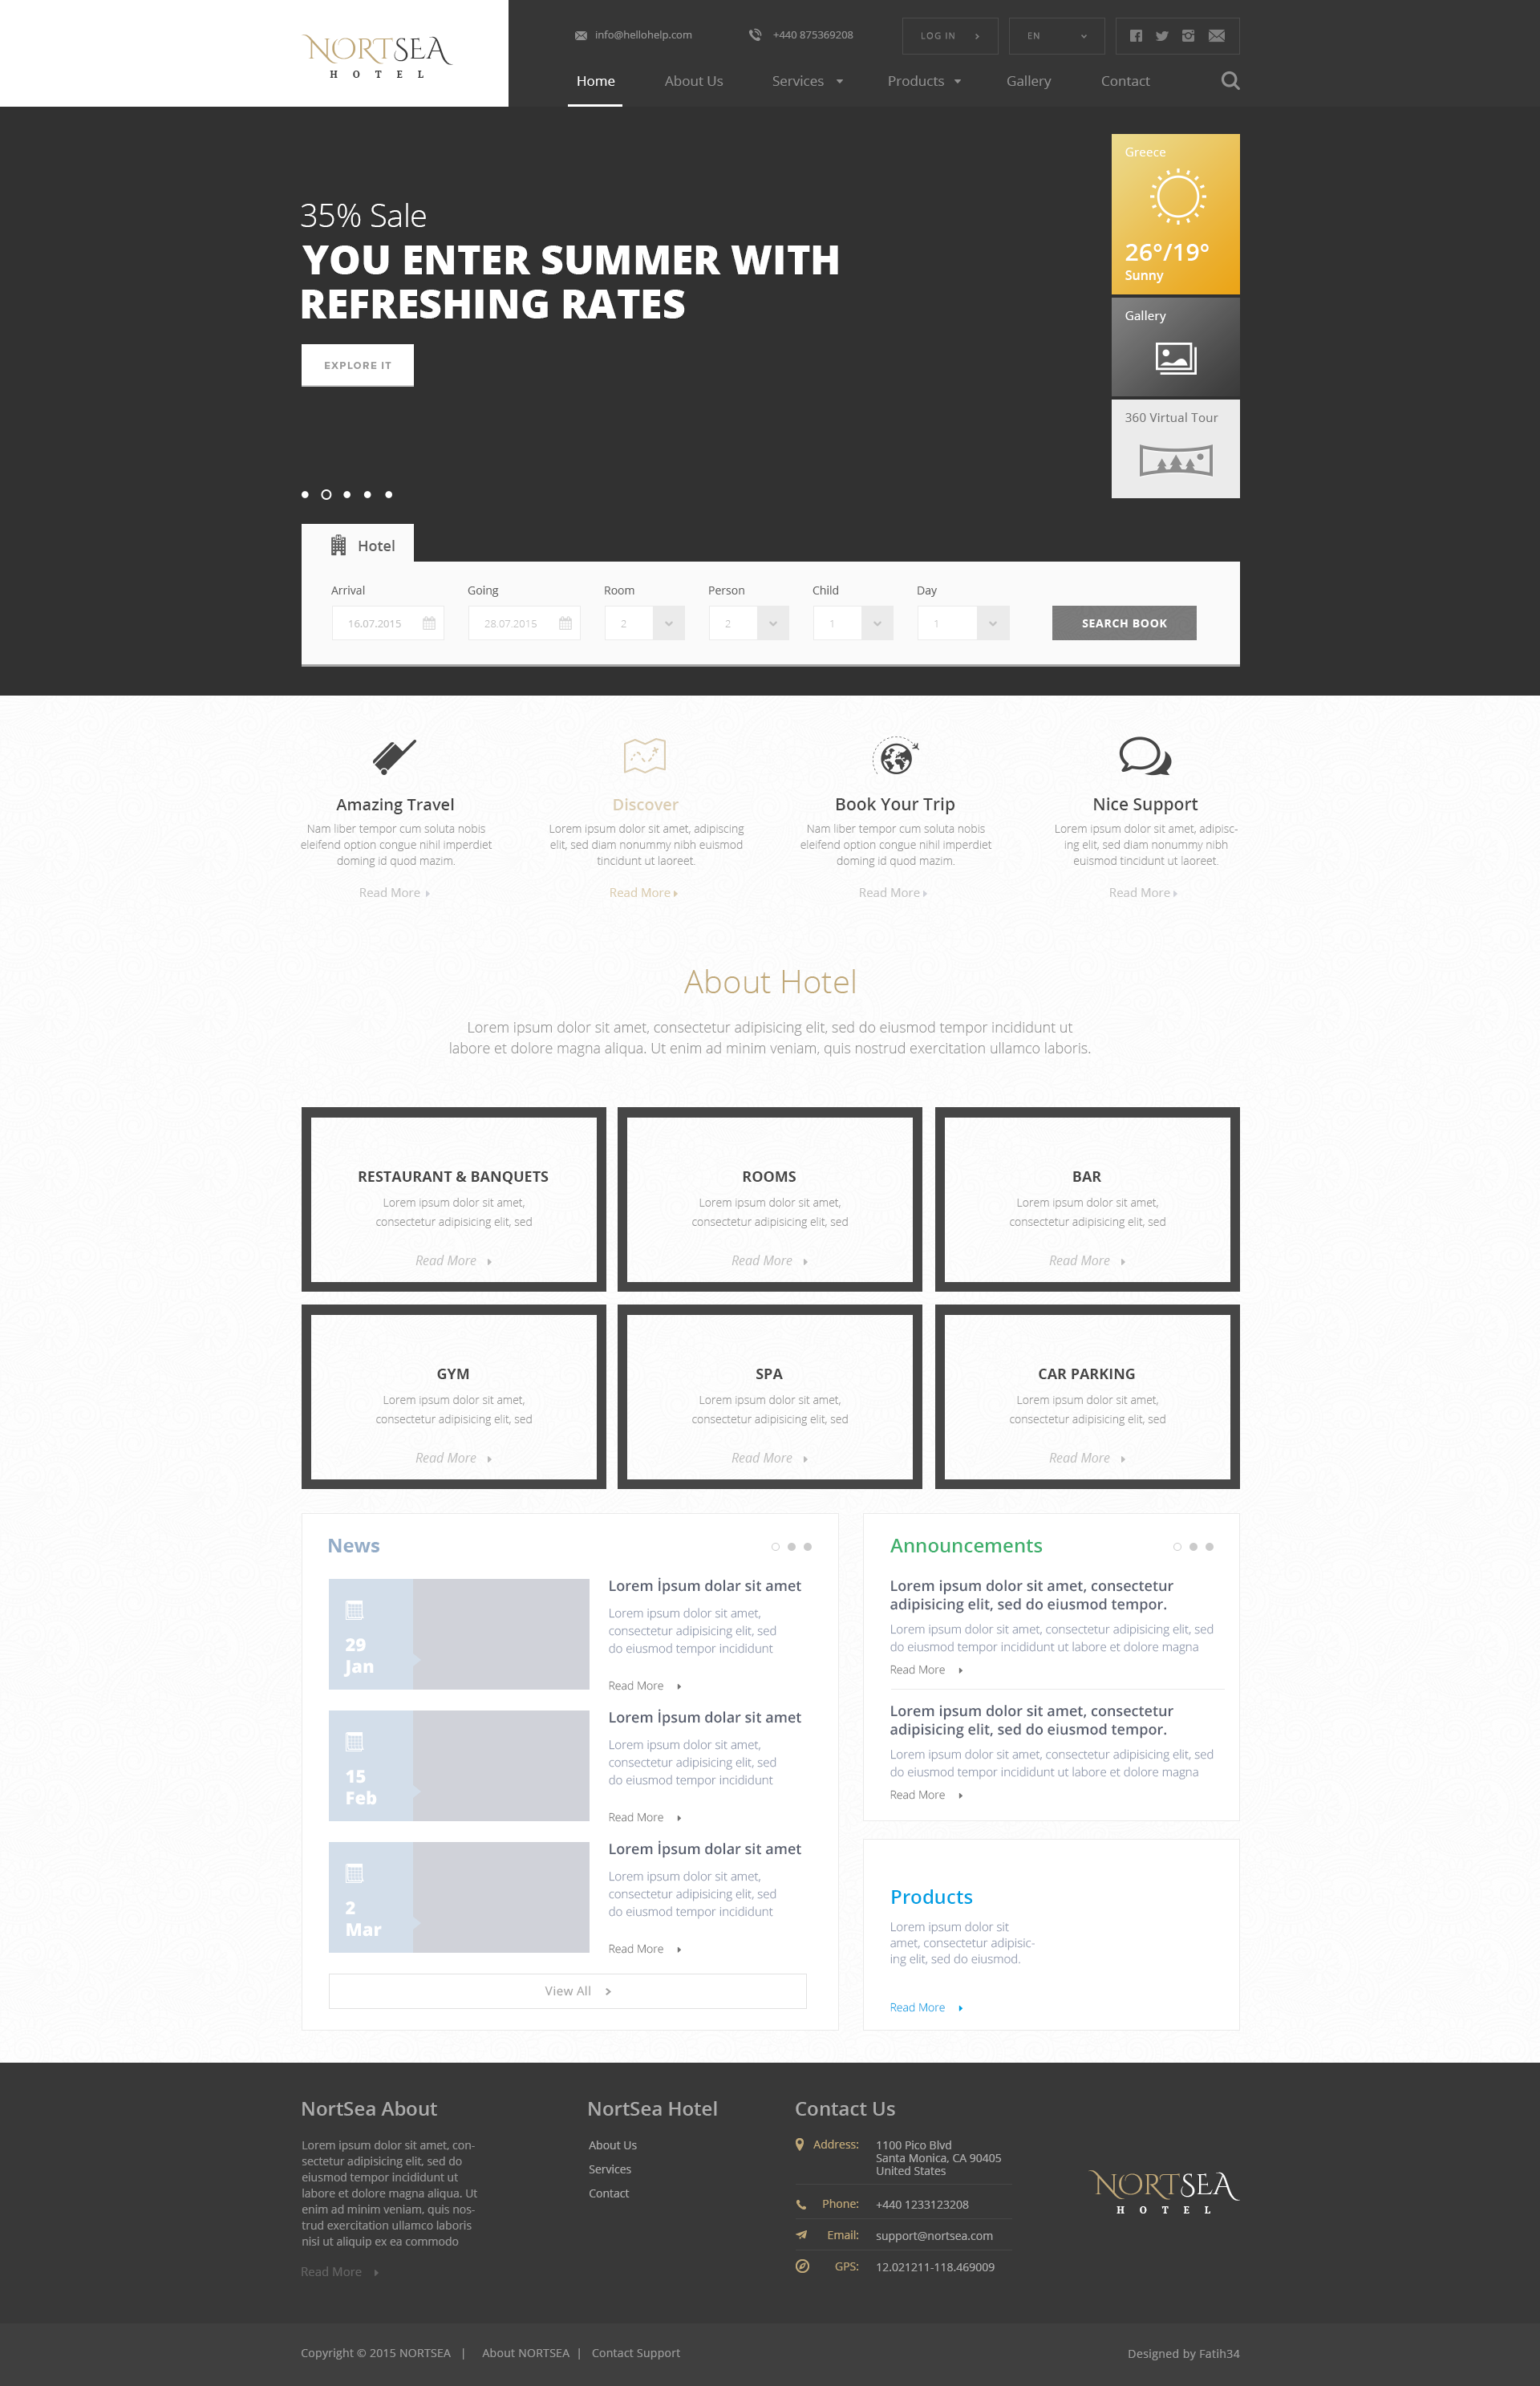 NORTSEA
HOTEL
info@hellohelp.com
+440 875369208
LOG IN
EN
Home
About Us
Services
Products
Gallery
Contact
35% Sale
YOU ENTER SUMMER WITH
REFRESHING RATES
EXPLORE IT
Greece
26°/19°
Sunny
Gallery
360 Virtual Tour
Hotel
Arrival
Going
Room
Person
Child
Day
16.07.2015
28.07.2015
2
2
1
1
SEARCH BOOK
Amazing Travel
Nam liber tempor cum soluta nobis
eleifend option congue nihil imperdiet
doming id quod mazim.
Read More
Discover
Lorem ipsum dolor sit amet, adipiscing
elit, sed diam nonummy nibh euismod
tincidunt ut laoreet.
Read More
Book Your Trip
Nam liber tempor cum soluta nobis
eleifend option congue nihil imperdiet
doming id quod mazim.
Read More
Nice Support
Lorem ipsum dolor sit amet, adipisc-
ing elit, sed diam nonummy nibh
euismod tincidunt ut laoreet.
Read More
About Hotel
Lorem ipsum dolor sit amet, consectetur adipisicing elit, sed do eiusmod tempor incididunt ut
labore et dolore magna aliqua. Ut enim ad minim veniam, quis nostrud exercitation ullamco laboris.
RESTAURANT & BANQUETS
Lorem ipsum dolor sit amet,
consectetur adipisicing elit, sed
Read More
ROOMS
Lorem ipsum dolor sit amet,
consectetur adipisicing elit, sed
Read More
BAR
Lorem ipsum dolor sit amet,
consectetur adipisicing elit, sed
Read More
GYM
Lorem ipsum dolor sit amet,
consectetur adipisicing elit, sed
Read More
SPA
Lorem ipsum dolor sit amet,
consectetur adipisicing elit, sed
Read More
CAR PARKING
Lorem ipsum dolor sit amet,
consectetur adipisicing elit, sed
Read More
News
29
Jan
Lorem İpsum dolar sit amet
Lorem ipsum dolor sit amet,
consectetur adipisicing elit, sed
do eiusmod tempor incididunt
Read More
15
Feb
Lorem İpsum dolar sit amet
Lorem ipsum dolor sit amet,
consectetur adipisicing elit, sed
do eiusmod tempor incididunt
Read More
2
Mar
Lorem İpsum dolar sit amet
Lorem ipsum dolor sit amet,
consectetur adipisicing elit, sed
do eiusmod tempor incididunt
Read More
View All
Announcements
Lorem ipsum dolor sit amet, consectetur
adipisicing elit, sed do eiusmod tempor.
Lorem ipsum dolor sit amet, consectetur adipisicing elit, sed
do eiusmod tempor incididunt ut labore et dolore magna
Read More
Lorem ipsum dolor sit amet, consectetur
adipisicing elit, sed do eiusmod tempor.
Lorem ipsum dolor sit amet, consectetur adipisicing elit, sed
do eiusmod tempor incididunt ut labore et dolore magna
Read More
Products
Lorem ipsum dolor sit
amet, consectetur adipisic-
ing elit, sed do eiusmod.
Read More
NortSea About
Lorem ipsum dolor sit amet, con-
sectetur adipisicing elit, sed do
eiusmod tempor incididunt ut
labore et dolore magna aliqua. Ut
enim ad minim veniam, quis nos-
trud exercitation ullamco laboris
nisi ut aliquip ex ea commodo
Read More
NortSea Hotel
About Us
Services
Contact
Contact Us
Address:
1100 Pico Blvd
Santa Monica, CA 90405
United States
Phone:
+440 1233123208
Email:
support@nortsea.com
GPS:
12.021211-118.469009
NORTSEA
HOTEL
Copyright © 2015 NORTSEA | About NORTSEA | Contact Support
Designed by Fatih34